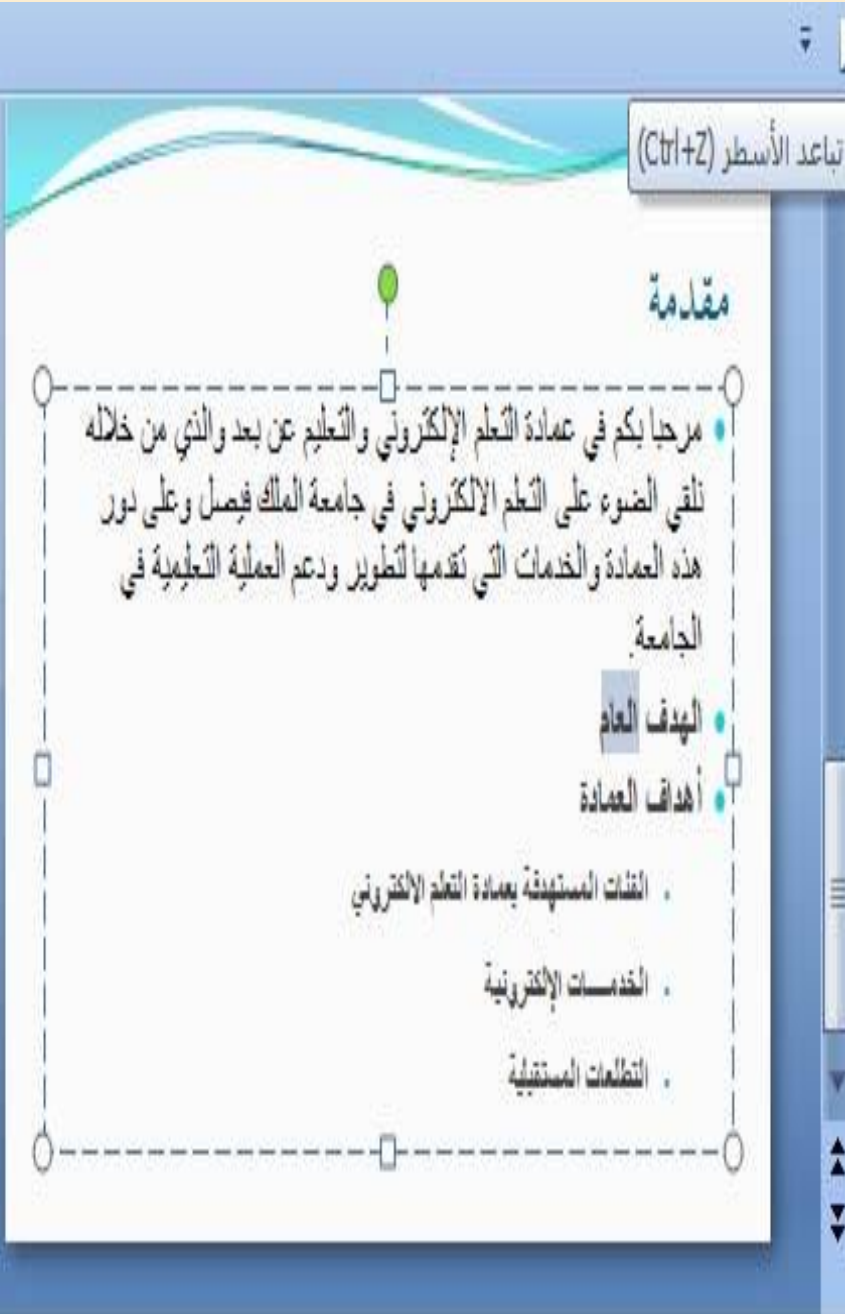 تباعد الأسطر (Ctrl+Z)
مقدمة
• مرحبا بكم في عمادة التعلم الإلكتروني والتعليم عن بعد والذي من خلاله
نلقي الضوء على التعلم الالكتروني في جامعة الملك فيصل وعلى دور
هذه العمادة والخدمات التي تقدمها لتطوير ودعم العملية التعليمية في
الجامعة.
• الهدف العام
• أهداف العمادة
• الفئات المستهدفة بعمادة التعلم الالكتروني
• الخدمـــات الإلكترونية
• التطلعات المستقبلية